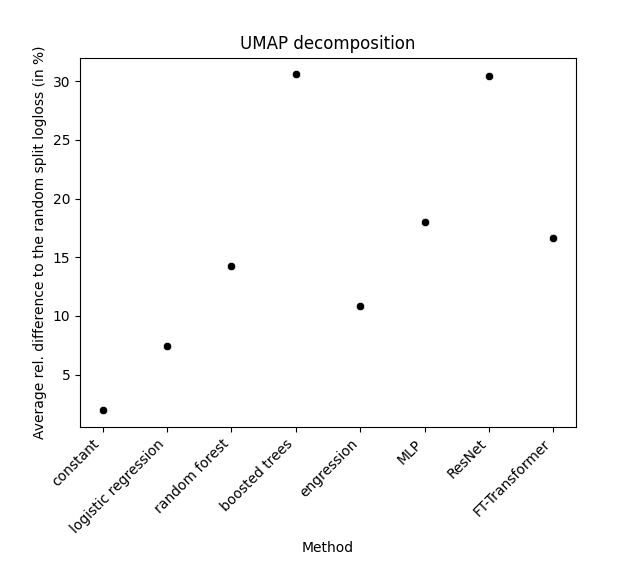 UMAP decomposition
Average rel. difference to the random split logloss (in %)
30
25
20
15
10
5
constant
logistic regression
random forest
boosted trees
engression
MLP
ResNet
FT-Transformer
Method